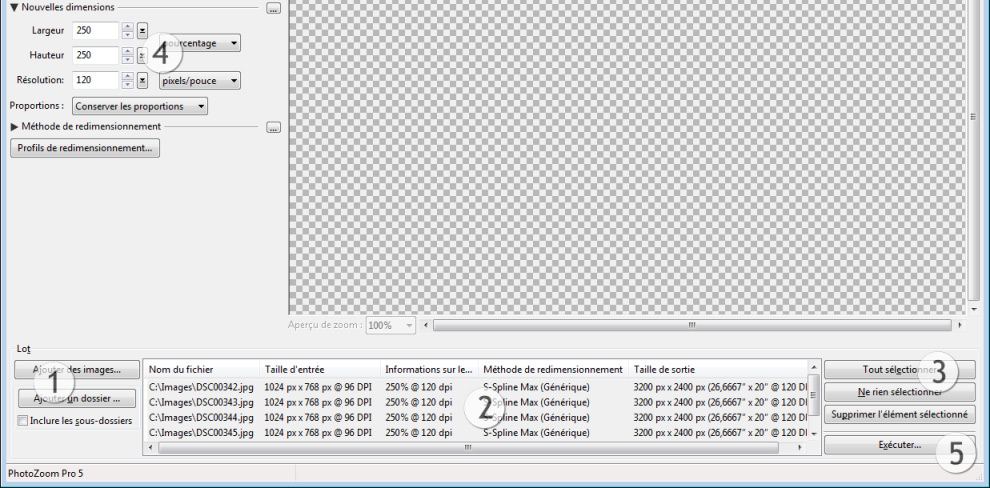 Nouvelles dimensions ...
Largeur 250
Hauteur 250
pourcentage
4
Résolution: 120 pixels/pouce
Proportions : Conserver les proportions
Méthode de redimensionnement ...
Profils de redimensionnement...
Aperçu de zoom : 100%
Lot
Ajouter des images...
1
Ajouter un dossier ...
Inclure les sous-dossiers
Nom du fichier Taille d'entrée Informations sur le... Méthode de redimensionnement Taille de sortie
C:\Images\DSC00342.jpg 1024 px x 768 px @ 96 DPI 250% @ 120 dpi S-Spline Max (Générique) 3200 px x 2400 px (26,6667" x 20" @ 120 DI
C:\Images\DSC00343.jpg 1024 px x 768 px @ 96 DPI 250% @ 120 dpi S-Spline Max (Générique) 3200 px x 2400 px (26,6667" x 20" @ 120 DI
C:\Images\DSC00344.jpg 1024 px x 768 px @ 96 DPI 250% @ 120 dpi S-Spline Max (Générique) 3200 px x 2400 px (26,6667" x 20" @ 120 DI
C:\Images\DSC00345.jpg 1024 px x 768 px @ 96 DPI 250% @ 120 dpi S-Spline Max (Générique) 3200 px x 2400 px (26,6667" x 20" @ 120 DI
2
Tout sélectionner
3
Ne rien sélectionner
Supprimer l'élément sélectionné
Exécuter...
5
PhotoZoom Pro 5